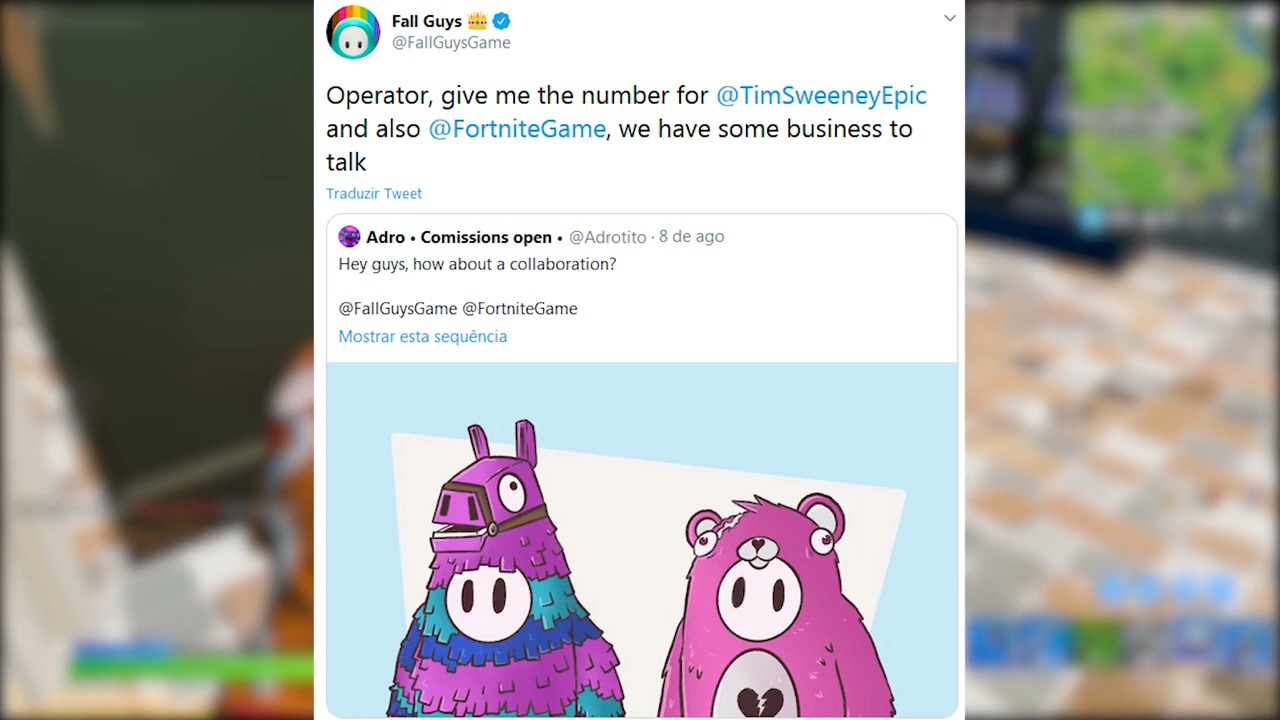 Fall Guys 👑
@FallGuysGame
Operator, give me the number for @TimSweeneyEpic
and also @FortniteGame, we have some business to
talk
Traduzir Tweet
Adro • Comissions open • @Adrotito · 8 de ago
Hey guys, how about a collaboration?
@FallGuysGame @FortniteGame
Mostrar esta sequência